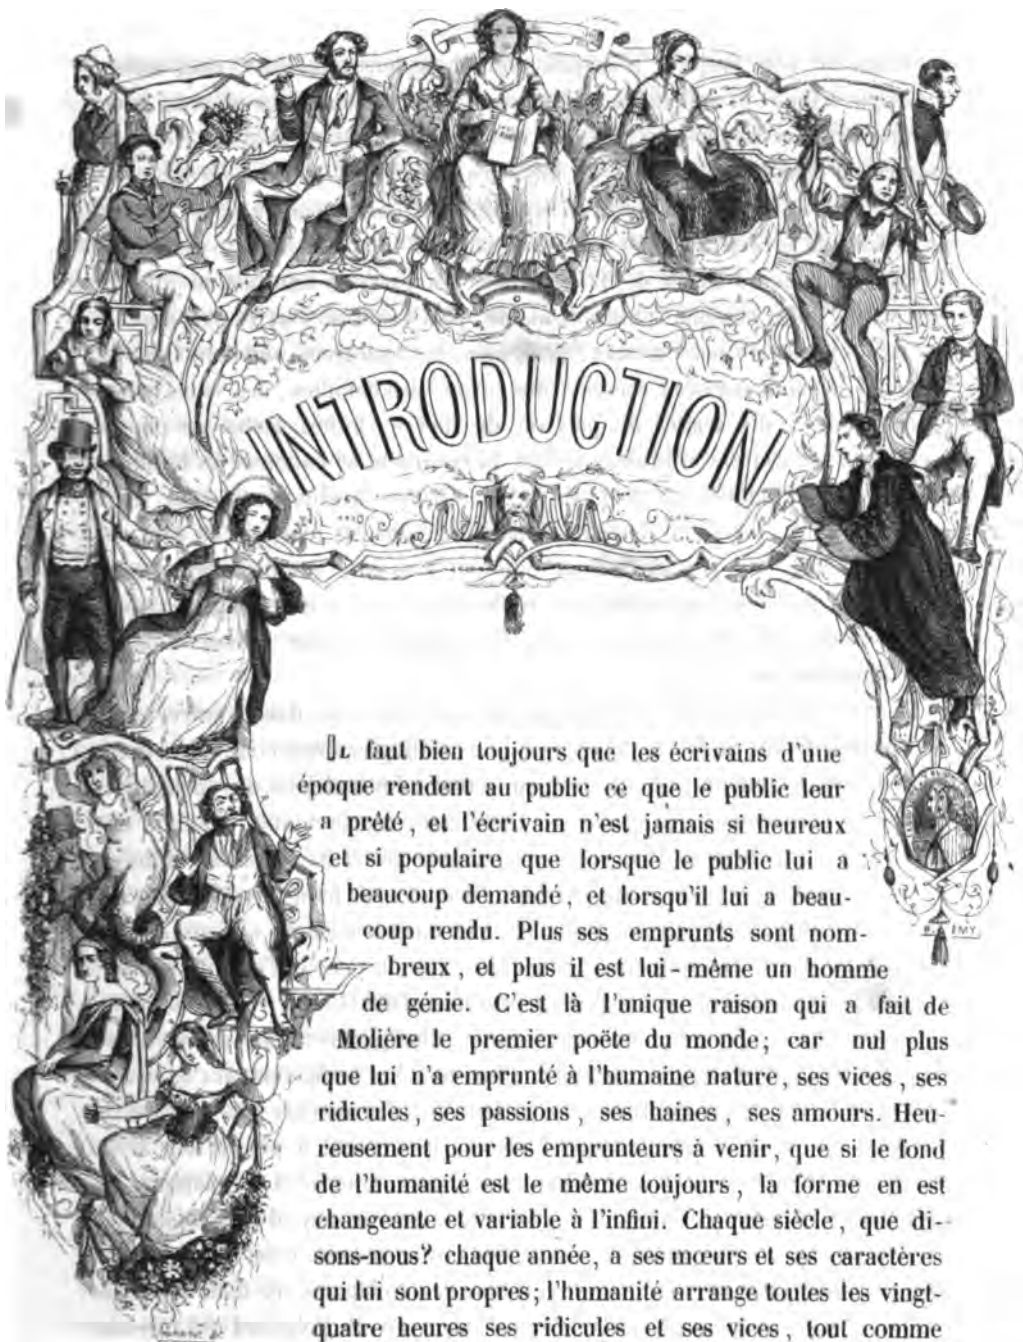 INTRODUCTION
IL faut bien toujours que les écrivains d'une
époque rendent au public ce que le public leur
a prêté, et l'écrivain n'est jamais si heureux
et si populaire que lorsque le public lui a
beaucoup demandé, et lorsqu'il lui a beau-
coup rendu. Plus ses emprunts sont nom-
breux, et plus il est lui-même un homme
de génie. C'est là l'unique raison qui a fait de
Molière le premier poëte du monde; car nul plus
que lui n'a emprunté à l'humaine nature, ses vices, ses
ridicules, ses passions, ses haines, ses amours. Heu-
reusement pour les emprunteurs à venir, que si le fond
de l'humanité est le même toujours, la forme en est
changeante et variable à l'infini. Chaque siècle, que di-
sons-nous? chaque année, a ses mœurs et ses caractères
qui lui sont propres; l'humanité arrange toutes les vingt-
quatre heures ses ridicules et ses vices, tout comme